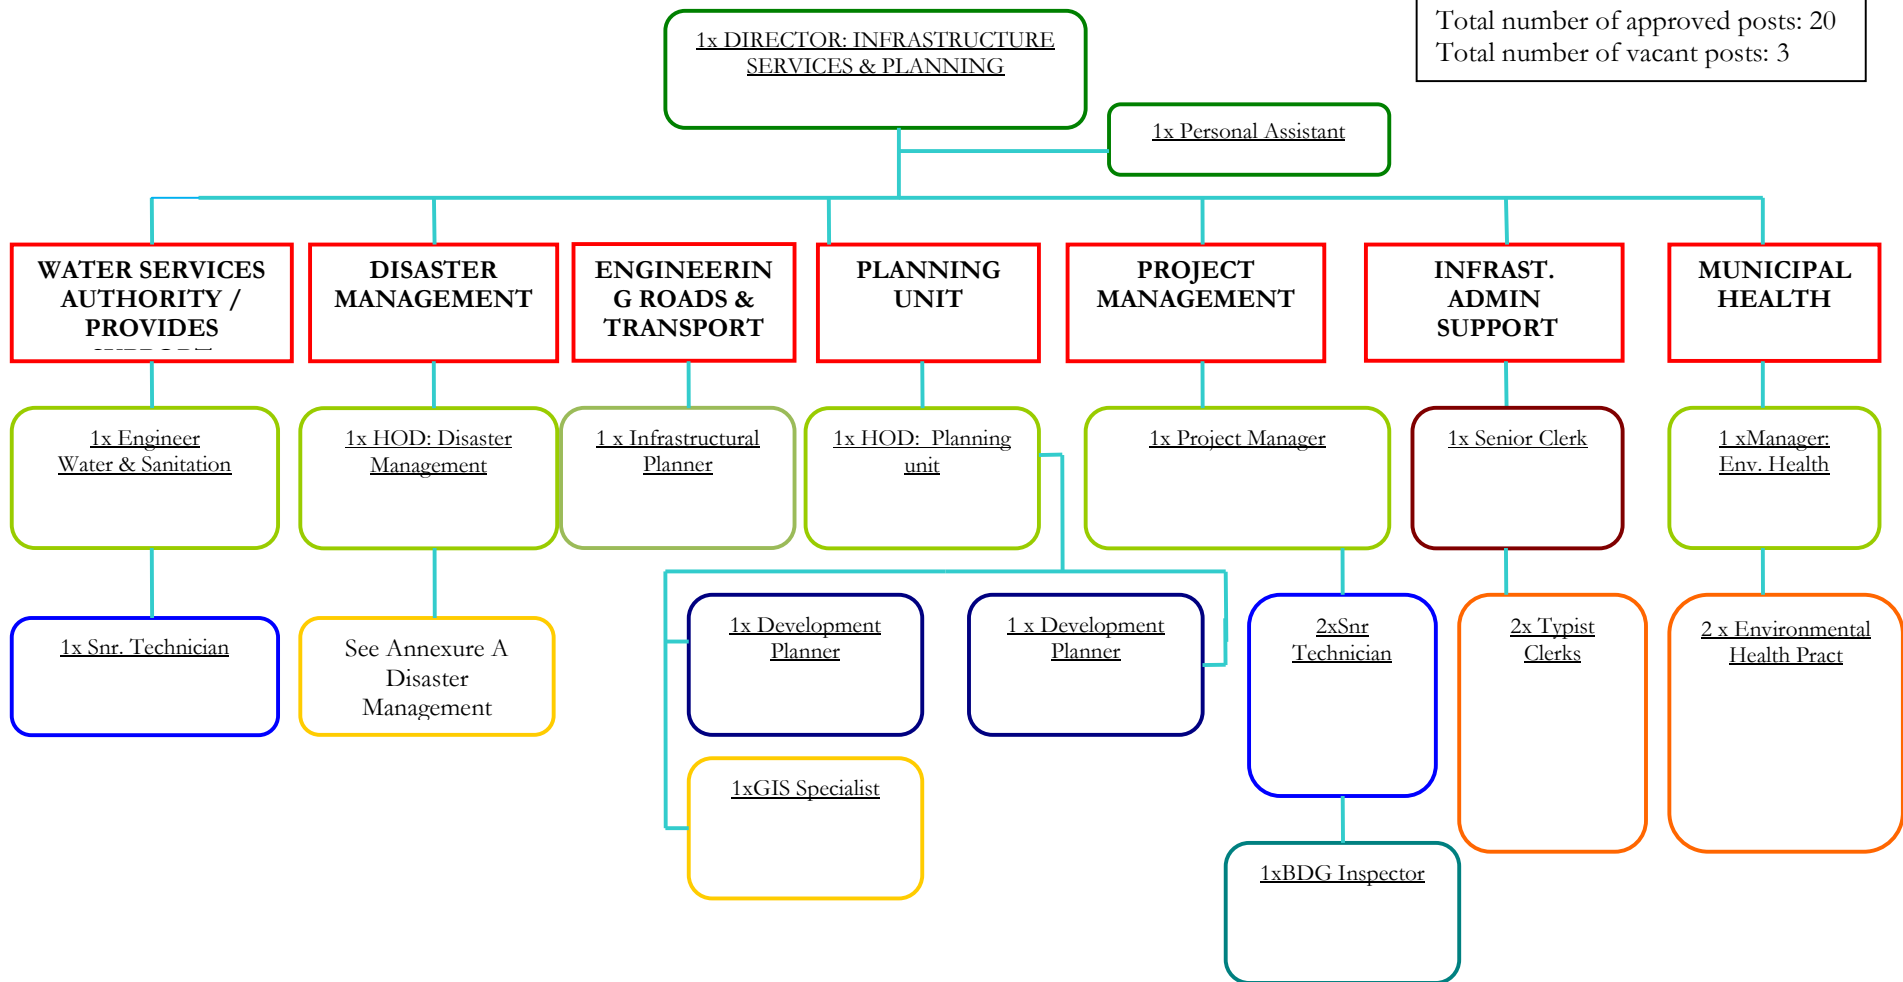 Total number of approved posts: 20
Total number of vacant posts: 3
1x DIRECTOR: INFRASTRUCTURE
SERVICES & PLANNING
1x Personal Assistant
WATER SERVICES
AUTHORITY /
PROVIDES
DISASTER
MANAGEMENT
ENGINEERIN
G ROADS &
TRANSPORT
PLANNING
UNIT
PROJECT
MANAGEMENT
INFRAST.
ADMIN
SUPPORT
MUNICIPAL
HEALTH
1x Engineer
Water & Sanitation
1x HOD: Disaster
Management
1 x Infrastructural
Planner
1x HOD: Planning
unit
1x Project Manager
1x Senior Clerk
1 xManager:
Env. Health
1x Snr. Technician
See Annexure A
Disaster
Management
1x Development
Planner
1 x Development
Planner
2xSnr
Technician
2x Typist
Clerks
2 x Environmental
Health Pract
1xGIS Specialist
1xBDG Inspector